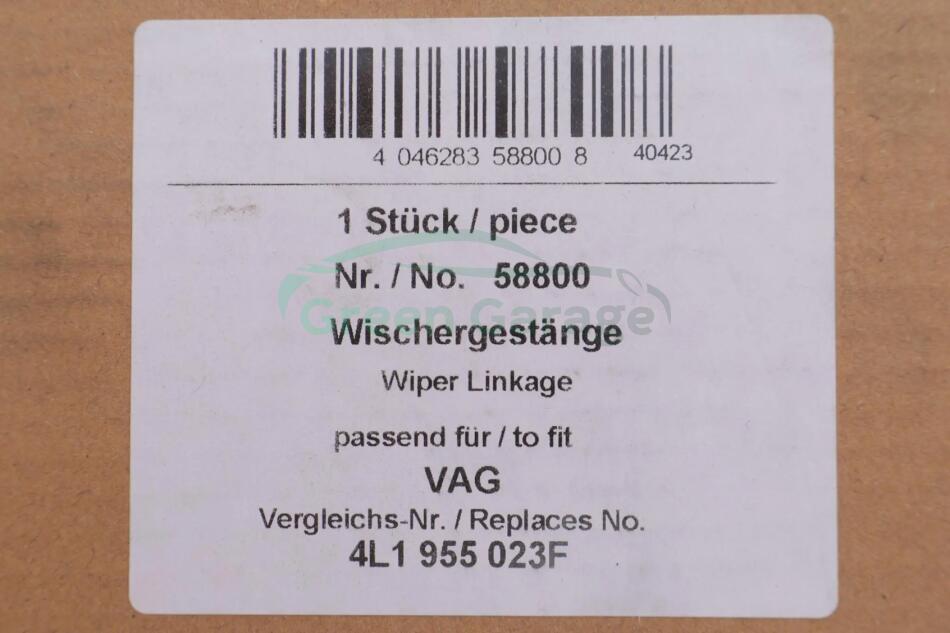 4 046283 58800 8 40423
1 Stück / piece
Nr. / No. 58800
Green Garage
Wischergestänge
Wiper Linkage
passend für / to fit
VAG
Vergleichs-Nr. / Replaces No.
4L1 955 023F